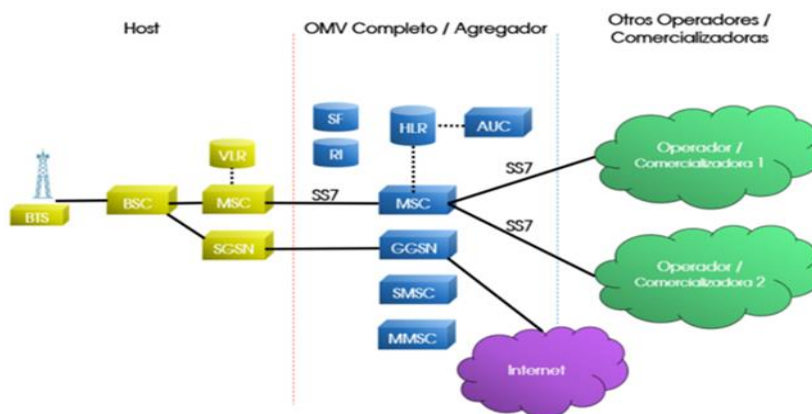 Host
OMV Completo / Agregador
Otros Operadores /
Comercializadoras
SF
HLR
AUC
RI
VLR
SS7
Operador /
Comercializadora 1
BTS
BSC
MSC
SS7
MSC
SS7
SGSN
GGSN
Operador /
Comercializadora 2
SMSC
MMSC
Internet